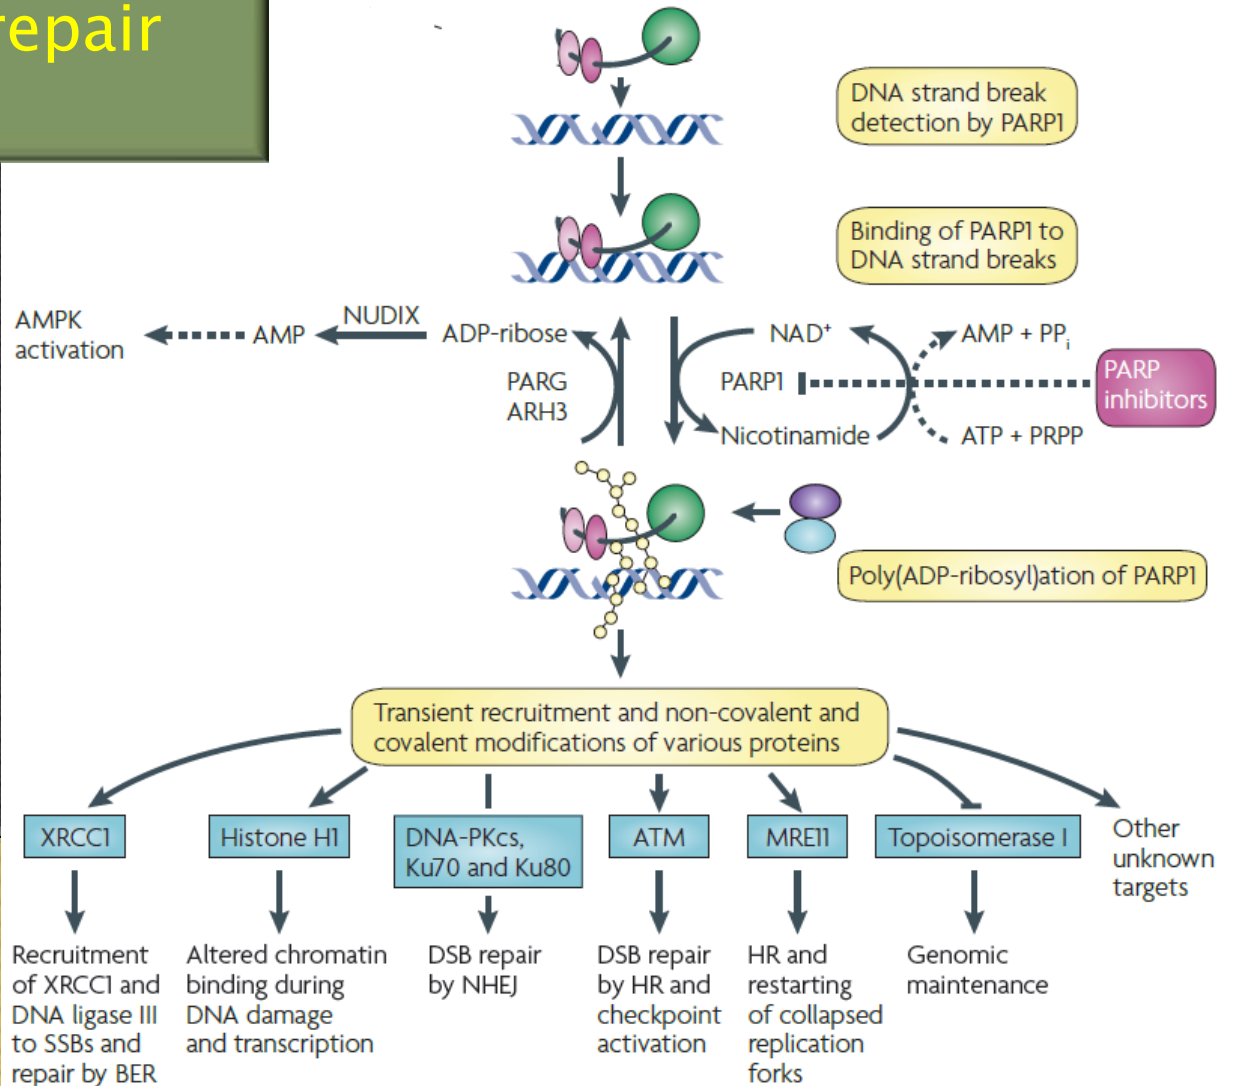 repair
DNA strand break
detection by PARP1
Binding of PARP1 to
DNA strand breaks
AMPK
activation
AMP
NUDIX
ADP-ribose
PARG
ARH3
NAD⁺
PARP1
Nicotinamide
AMP + PPᵢ
ATP + PRPP
PARP
inhibitors
Poly(ADP-ribosyl)ation of PARP1
Transient recruitment and non-covalent and
covalent modifications of various proteins
XRCC1
Histone H1
DNA-PKcs,
Ku70 and Ku80
ATM
MRE11
Topoisomerase I
Other
unknown
targets
Recruitment
of XRCC1 and
DNA ligase III
to SSBs and
repair by BER
Altered chromatin
binding during
DNA damage
and transcription
DSB repair
by NHEJ
DSB repair
by HR and
checkpoint
activation
HR and
restarting
of collapsed
replication
forks
Genomic
maintenance